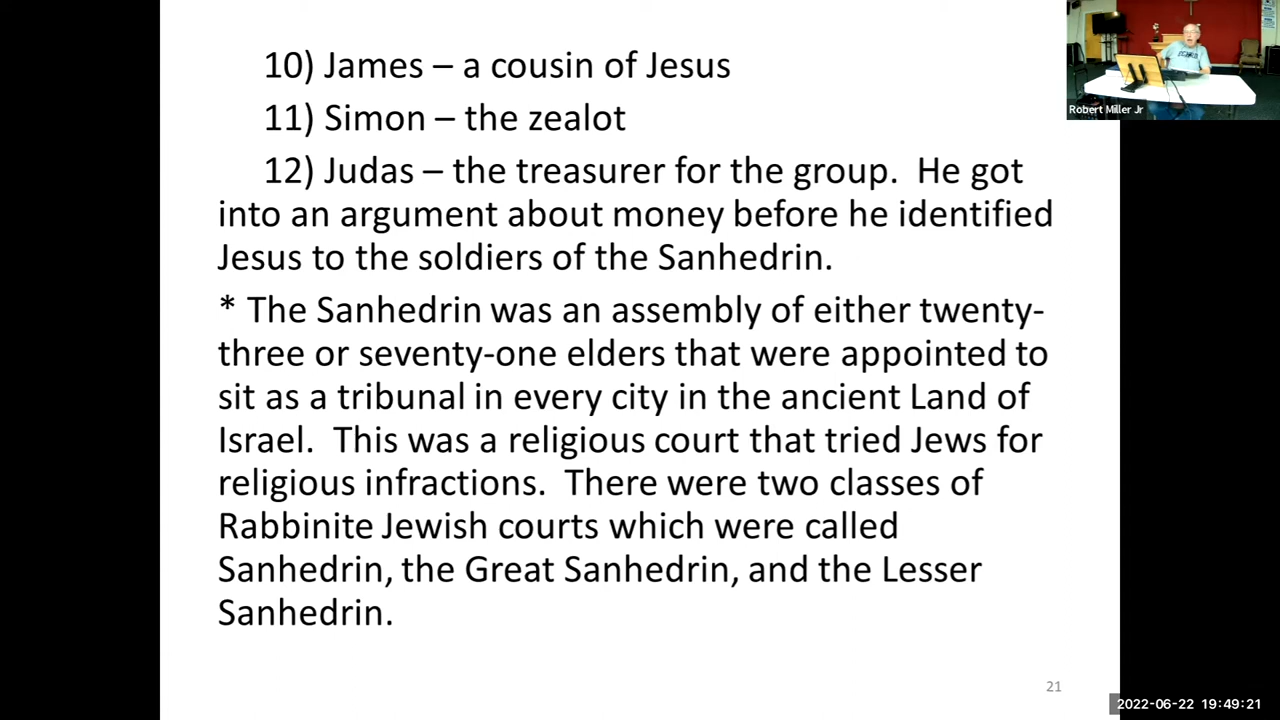 10) James – a cousin of Jesus
11) Simon – the zealot
12) Judas – the treasurer for the group.  He got
into an argument about money before he identified
Jesus to the soldiers of the Sanhedrin.
* The Sanhedrin was an assembly of either twenty-
three or seventy-one elders that were appointed to
sit as a tribunal in every city in the ancient Land of
Israel.  This was a religious court that tried Jews for
religious infractions.  There were two classes of
Rabbinite Jewish courts which were called
Sanhedrin, the Great Sanhedrin, and the Lesser
Sanhedrin.
21
Robert Miller Jr
2022-06-22 19:49:21